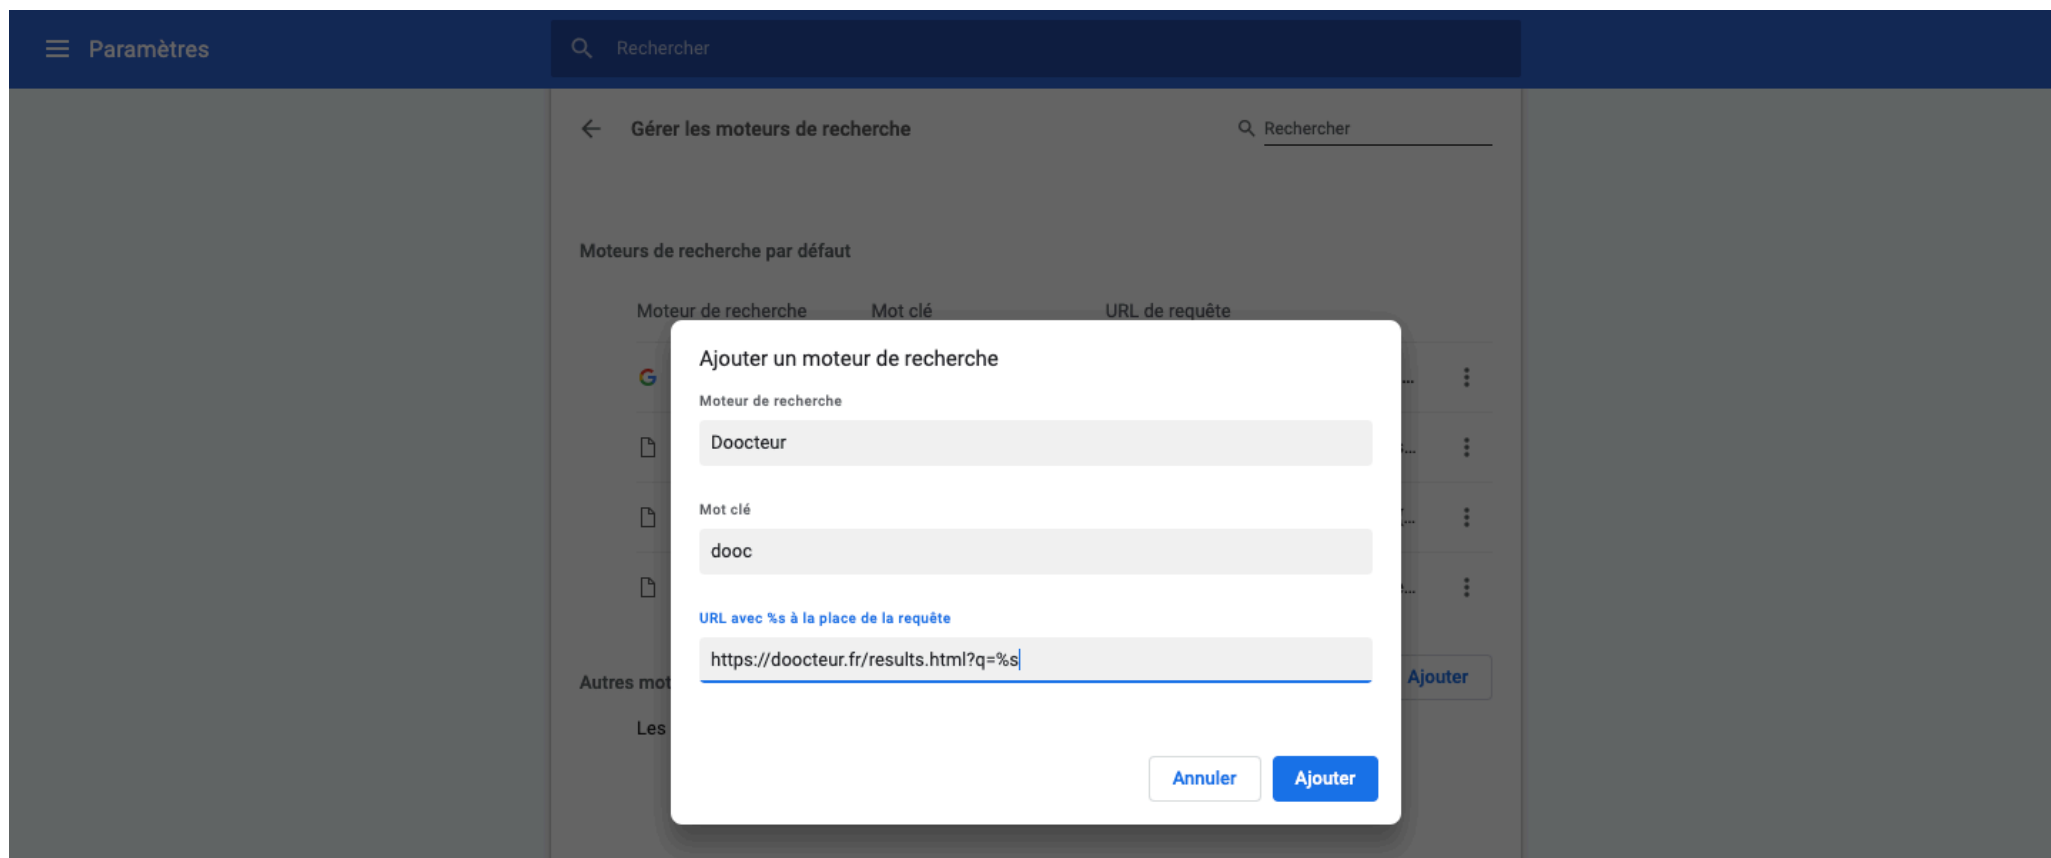 Paramètres
Rechercher
Gérer les moteurs de recherche
Rechercher
Moteurs de recherche par défaut
Moteur de recherche Mot clé URL de requête
Ajouter un moteur de recherche
Moteur de recherche
Doocteur
Mot clé
dooc
URL avec %s à la place de la requête
https://doocteur.fr/results.html?q=%s
Autres mot
Ajouter
Les
Annuler Ajouter